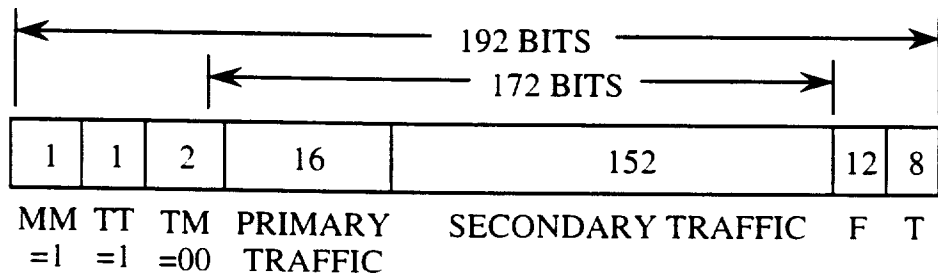 192 BITS
172 BITS
1 1 2 16 152 12 8
MM TT TM PRIMARY SECONDARY TRAFFIC F T
=1 =1 =00 TRAFFIC